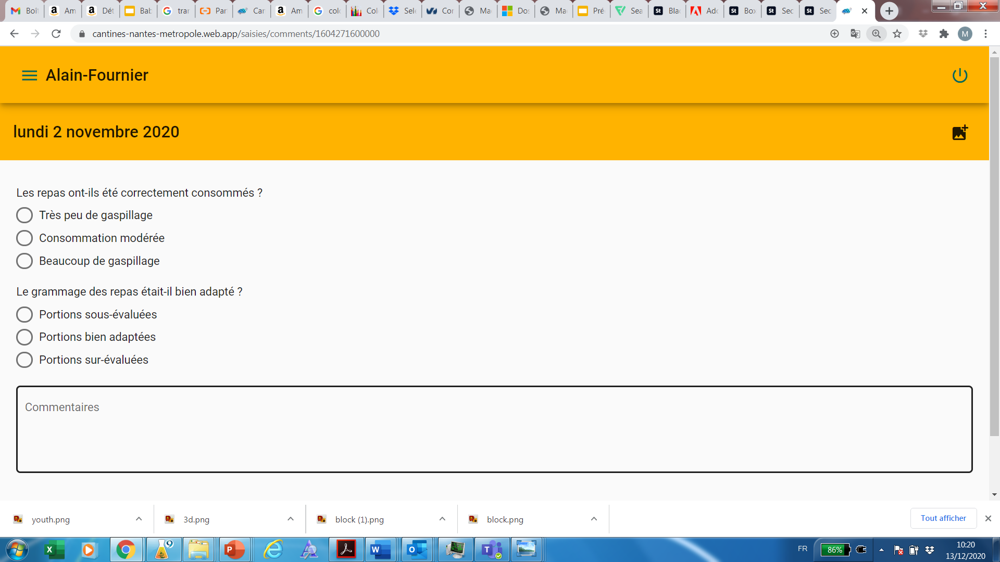 Boî
Am
Dét
Bab
trar
Par
Car
Am
colo
Col
Sele
Cor
Ma
Dos
Ma
Pré
Sea
Bla
Adc
Box
Sec
Sec
cantines-nantes-metropole.web.app/saisies/comments/1604271600000
M
Alain-Fournier
lundi 2 novembre 2020
Les repas ont-ils été correctement consommés ?
Très peu de gaspillage
Consommation modérée
Beaucoup de gaspillage
Le grammage des repas était-il bien adapté ?
Portions sous-évaluées
Portions bien adaptées
Portions sur-évaluées
Commentaires
youth.png
3d.png
block (1).png
block.png
Tout afficher
FR
86%
10:20
13/12/2020